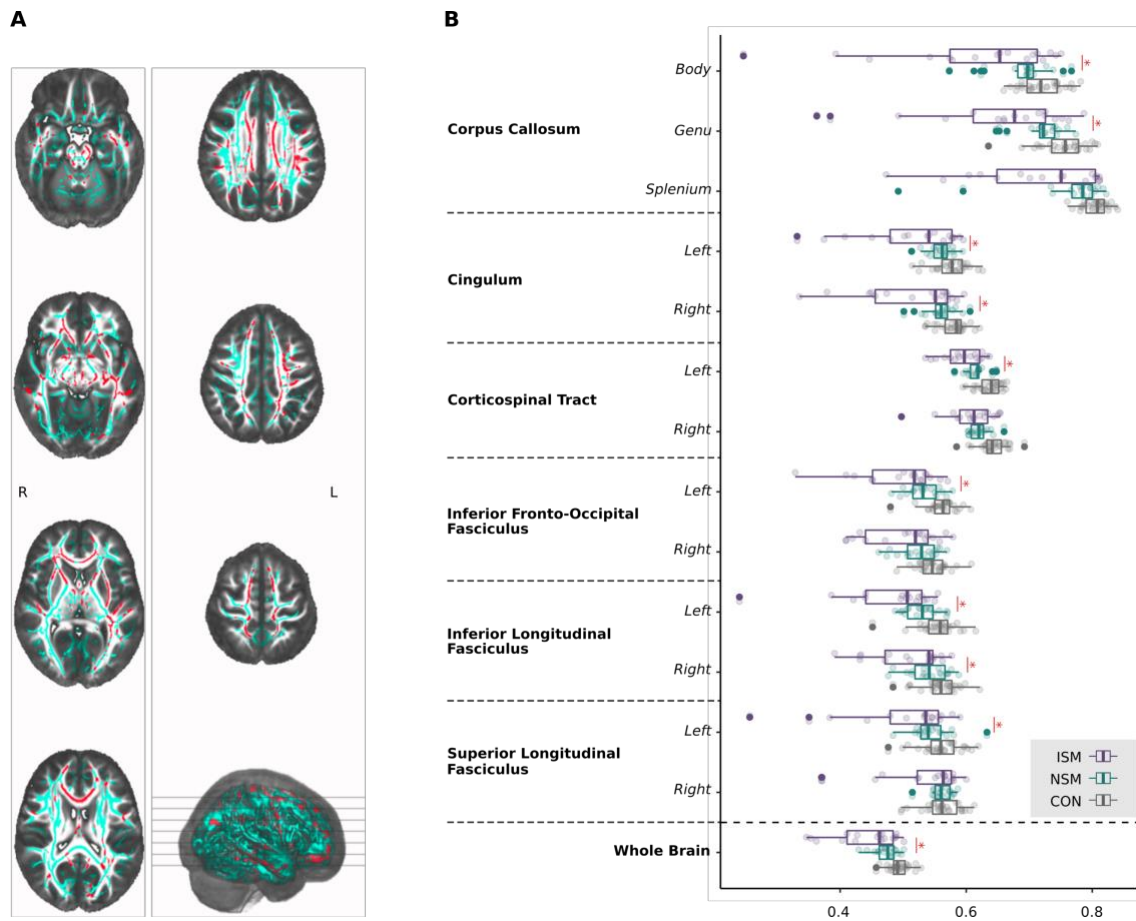 A
B
R
L
Corpus Callosum
Body
*
Genu
*
Splenium
Cingulum
Left
*
Right
*
Corticospinal Tract
Left
*
Right
Inferior Fronto-Occipital
Fasciculus
Left
*
Right
Inferior Longitudinal
Fasciculus
Left
*
Right
*
Superior Longitudinal
Fasciculus
Left
*
Right
Whole Brain
*
ISM
NSM
CON
0.4
0.6
0.8